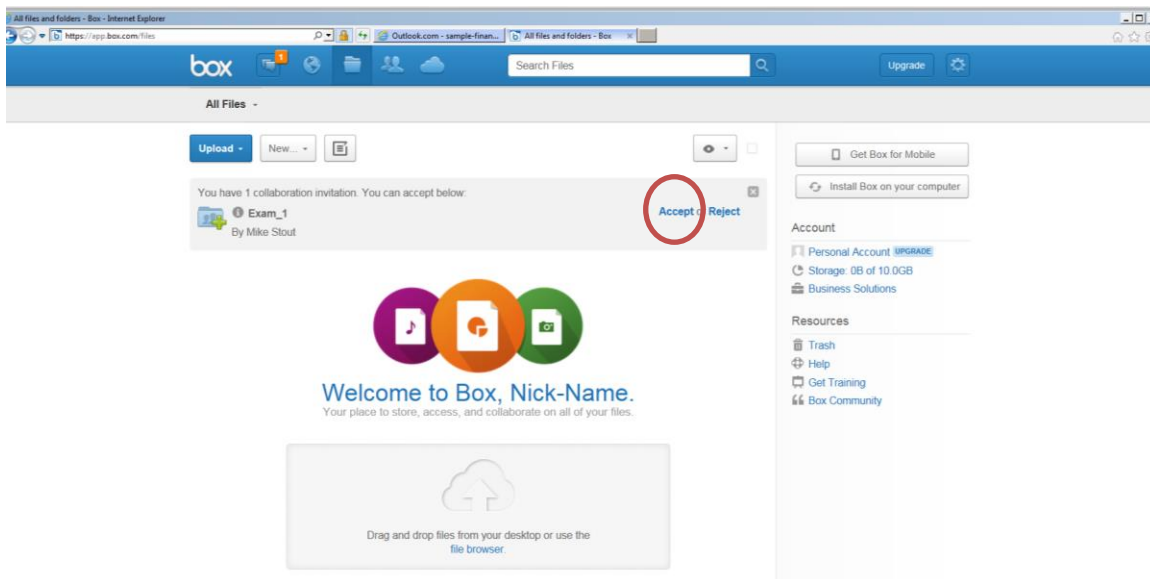 All files and folders - Box - Internet Explorer
https://app.box.com/files
Outlook.com - sample-finan...
All files and folders - Box
box
1
Search Files
Upgrade
All Files
Upload
New...
You have 1 collaboration invitation. You can accept below:
Exam_1
By Mike Stout
Accept or Reject
Welcome to Box, Nick-Name.
Your place to store, access, and collaborate on all of your files.
Drag and drop files from your desktop or use the
file browser.
Get Box for Mobile
Install Box on your computer
Account
Personal Account UPGRADE
Storage: 0B of 10.0GB
Business Solutions
Resources
Trash
Help
Get Training
Box Community